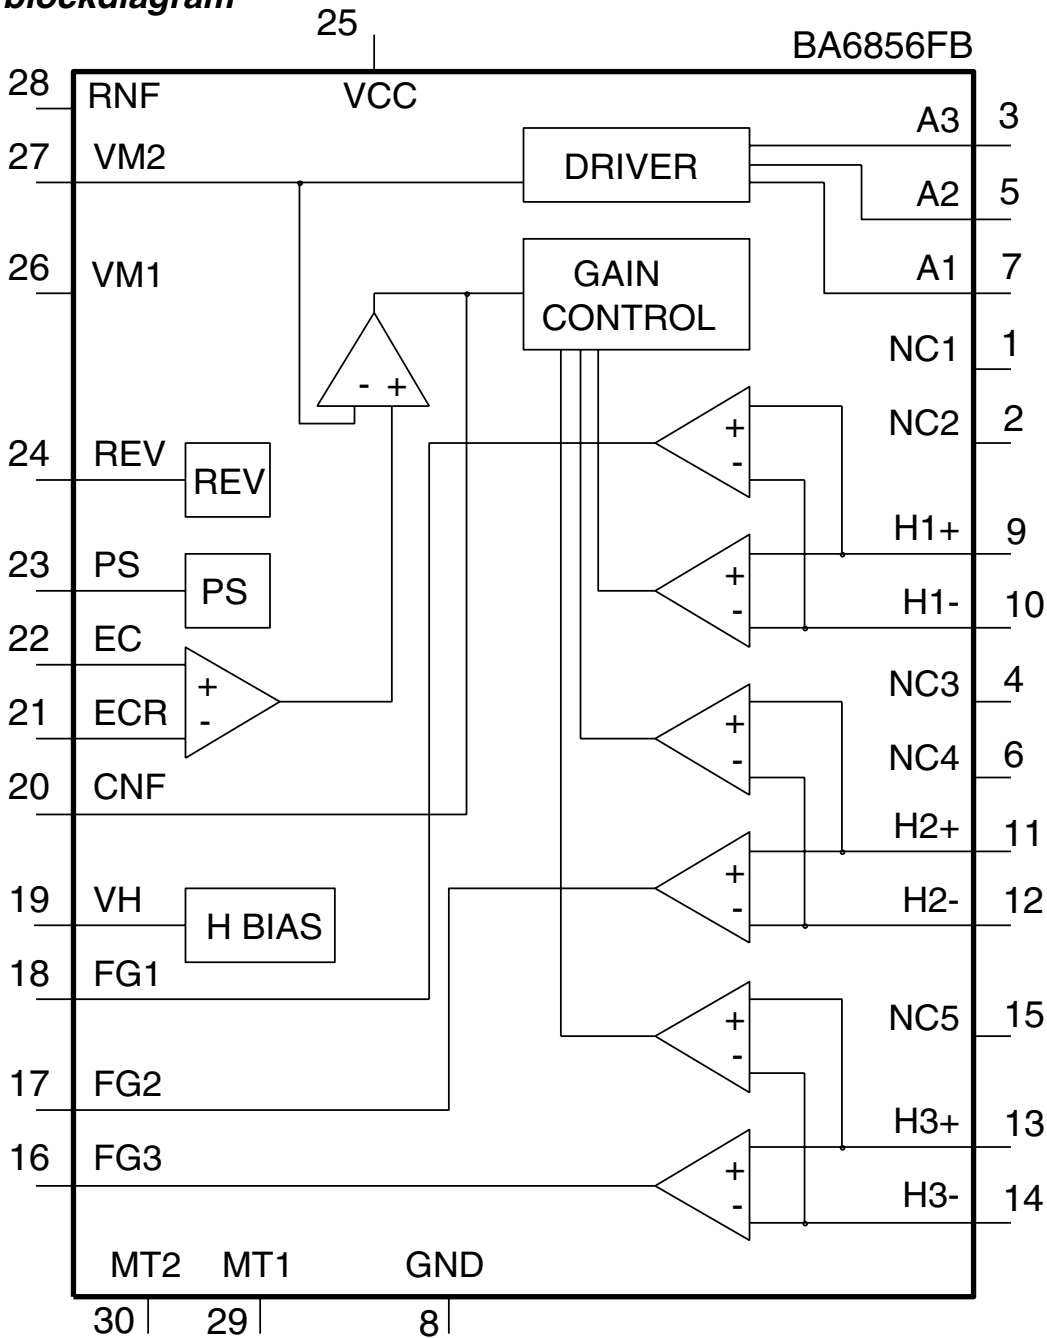 blockdiagram
25
BA6856FB
28
RNF
VCC
A3
3
27
VM2
DRIVER
A2
5
26
VM1
GAIN
CONTROL
A1
7
NC1
1
- +
+
-
NC2
2
24
REV
REV
H1+
9
23
PS
PS
+
-
H1-
10
22
EC
+
-
21
ECR
NC3
4
+
-
NC4
6
20
CNF
H2+
11
+
-
19
VH
H BIAS
H2-
12
18
FG1
+
-
NC5
15
17
FG2
H3+
13
16
FG3
+
-
H3-
14
MT2
MT1
GND
30
29
8